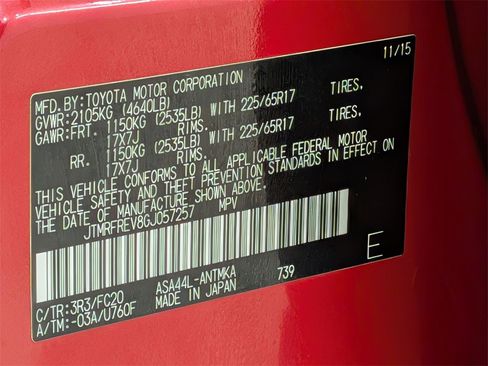 11/15
MFD.BY:TOYOTA MOTOR CORPORATION
GVWR:2105KG (4640LB)
GAWR:FRT. 1150KG (2535LB) WITH 225/65R17 TIRES,
17X7J RIMS.
RR. 1150KG (2535LB) WITH 225/65R17 TIRES,
17X7J RIMS.
THIS VEHICLE CONFORMS TO ALL APPLICABLE FEDERAL MOTOR
VEHICLE SAFETY AND THEFT PREVENTION STANDARDS IN EFFECT ON
THE DATE OF MANUFACTURE SHOWN ABOVE.
JTMRFREV8GJ057257 MPV
E
C/TR:3R3/FC20 ASA44L-ANTMKA 739
A/TM:-03A/U760F MADE IN JAPAN